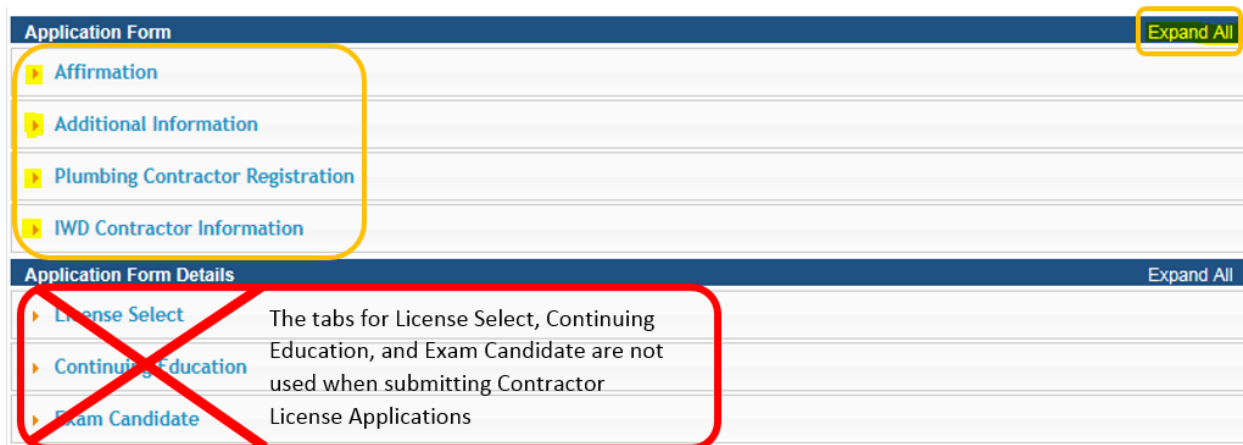 Application Form Expand All
Affirmation
Additional Information
Plumbing Contractor Registration
IWD Contractor Information
Application Form Details Expand All
License Select
Continuing Education
Exam Candidate
The tabs for License Select, Continuing
Education, and Exam Candidate are not
used when submitting Contractor
License Applications